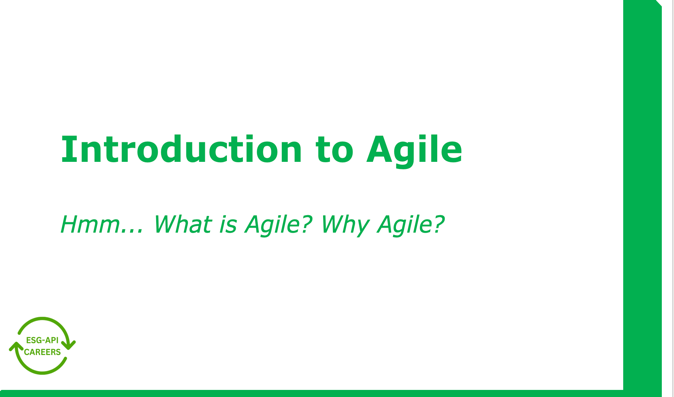 Introduction to Agile
Hmm... What is Agile? Why Agile?
ESG-API
CAREERS